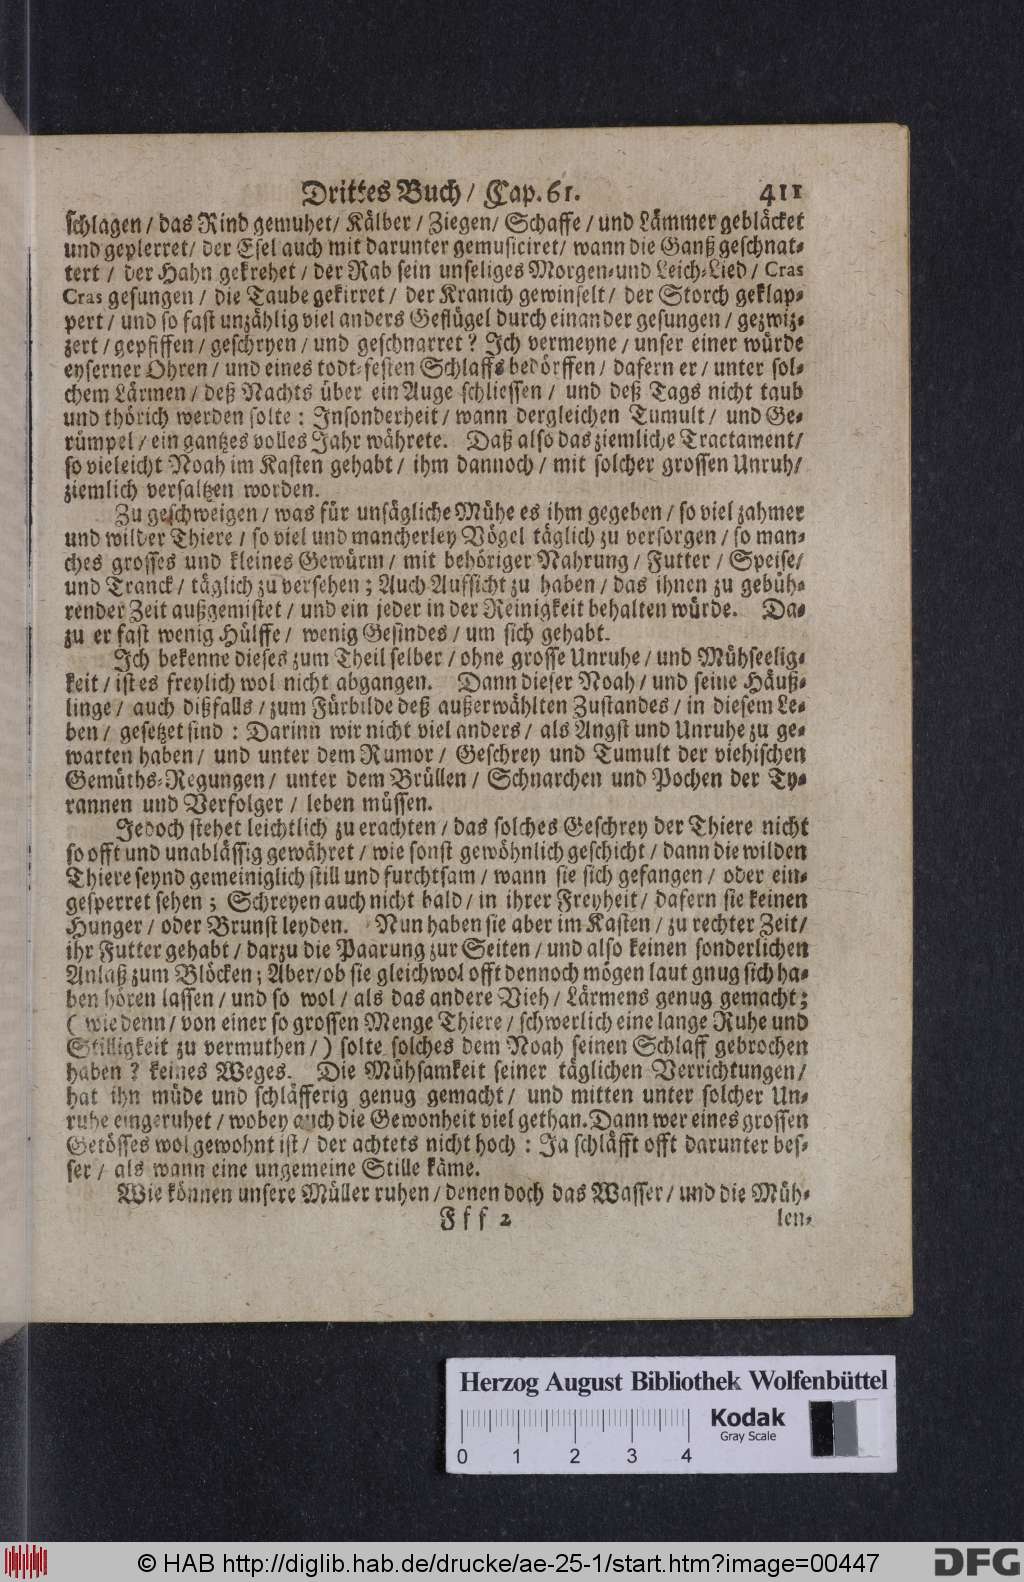 Drittes Buch / Cap. 61. 411
schlagen / das Rind gemuhet / Kälber / Ziegen / Schaffe / und Lämmer gebläcket
und geplerret / der Esel auch mit darunter gemusiciret / wann die Ganß geschnat-
tert / der Hahn gekrehet / der Rab sein unseliges Morgen- und Leich-Lied / Cras
Cras gesungen / die Taube gekirret / der Kranich gewinselt / der Storch geklap-
pert / und so fast unzählig viel anders Geflügel durch einander gesungen / gezwiz-
zert / gepfiffen / geschryen / und geschnarret ? Ich vermeyne / unser einer würde
eyserner Ohren / und eines todt-festen Schlaffs bedörffen / dafern er / unter sol-
chem Lärmen / deß Nachts über ein Auge schliessen / und deß Tags nicht taub
und thörich werden solte : Insonderheit / wann dergleichen Tumult / und Ge-
rümpel / ein gantzes volles Jahr währete. Daß also das ziemliche Tractament /
so vieleicht Noah im Kasten gehabt / ihm dannoch / mit solcher grossen Unruh /
ziemlich versaltzen worden.
Zu geschweigen / was für unsägliche Mühe es ihm gegeben / so viel zahmer
und wilder Thiere / so viel und mancherley Vögel täglich zu versorgen / so man-
ches grosses und kleines Gewürm / mit behöriger Nahrung / Futter / Speise /
und Tranck / täglich zu versehen ; Auch Aufsicht zu haben / das ihnen zu gebüh-
render Zeit außgemistet / und ein jeder in der Reinigkeit behalten würde. Da-
zu er fast wenig Hülffe / wenig Gesindes / um sich gehabt.
Ich bekenne dieses zum Theil selber / ohne grosse Unruhe / und Mühseelig-
keit / ist es freylich wol nicht abgangen. Dann dieser Noah / und seine Häuß-
linge / auch dißfalls / zum Fürbilde deß außerwählten Zustandes / in diesem Le-
ben / gesetzet sind : Darinn wir nicht viel anders / als Angst und Unruhe zu ge-
warten haben / und unter dem Rumor / Geschrey und Tumult der viehischen
Gemüths-Regungen / unter dem Brüllen / Schnarchen und Pochen der Ty-
rannen und Verfolger / leben müssen.
Jedoch stehet leichtlich zu erachten / das solches Geschrey der Thiere nicht
so offt und unablässig gewähret / wie sonst gewöhnlich geschicht / dann die wilden
Thiere seynd gemeiniglich still und furchtsam / wann sie sich gefangen / oder ein-
gesperret sehen ; Schreyen auch nicht bald / in ihrer Freyheit / dafern sie keinen
Hunger / oder Brunst leyden. Nun haben sie aber im Kasten / zu rechter Zeit /
ihr Futter gehabt / darzu die Paarung zur Seiten / und also keinen sonderlichen
Anlaß zum Blöcken ; Aber / ob sie gleichwol offt dennoch mögen laut gnug sich ha-
ben hören lassen / und so wol / als das andere Vieh / Lärmens genug gemacht ;
( wie denn / von einer so grossen Menge Thiere / schwerlich eine lange Ruhe und
Stilligkeit zu vermuthen / ) solte solches dem Noah seinen Schlaff gebrochen
haben ? keines Weges. Die Mühsamkeit seiner täglichen Verrichtungen /
hat ihn müde und schläfferig genug gemacht / und mitten unter solcher Un-
ruhe eingeruhet / wobey auch die Gewonheit viel gethan. Dann wer eines grossen
Getösses wol gewohnt ist / der achtets nicht hoch : Ja schläfft offt darunter bes-
ser / als wann eine ungemeine Stille käme.
Wie können unsere Müller ruhen / denen doch das Wasser / und die Müh-
F f f 2 len-
Herzog August Bibliothek Wolfenbüttel
Kodak
Gray Scale
0 1 2 3 4
© HAB http://diglib.hab.de/drucke/ae-25-1/start.htm?image=00447
DFG